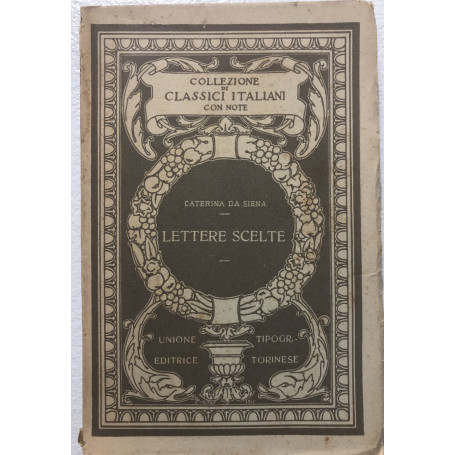 COLLEZIONE
DI
CLASSICI ITALIANI
CON NOTE
CATERINA DA SIENA
LETTERE SCELTE
UNIONE TIPOGR.
EDITRICE TORINESE